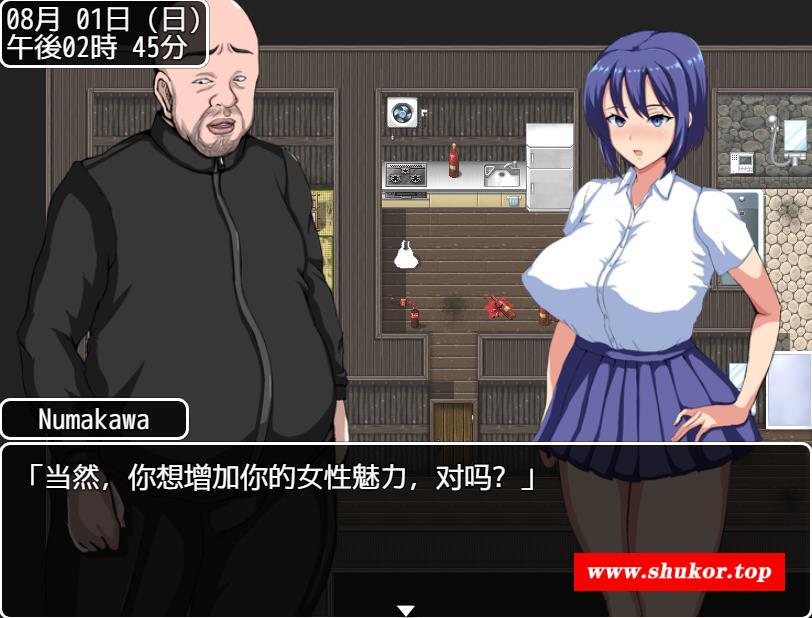 08月 01日 (日)
午後02時 45分
Numakawa
「当然，你想增加你的女性魅力，对吗？」
www.shukor.top